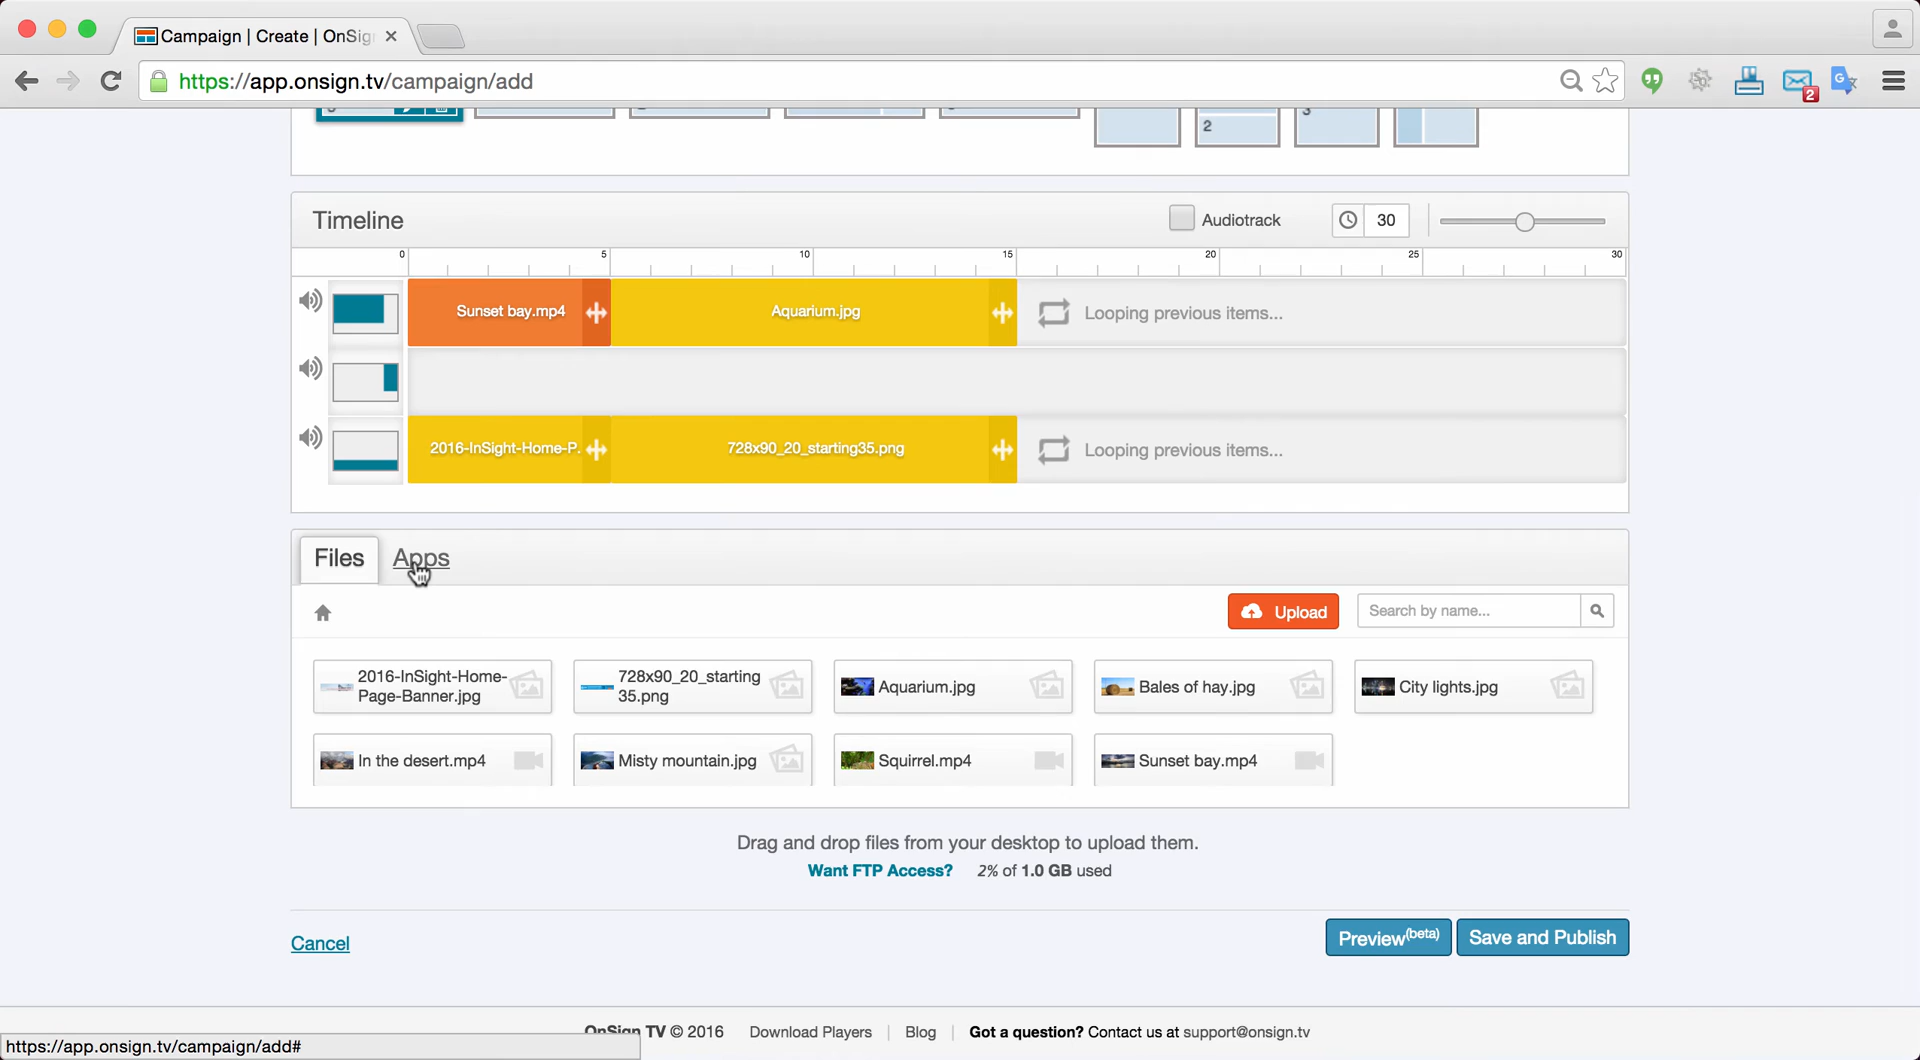 Campaign | Create | OnSig
https://app.onsign.tv/campaign/add
2
2
3
Timeline
Audiotrack
30
0 5 10 15 20 25 30
Sunset bay.mp4
Aquarium.jpg
Looping previous items...
2016-InSight-Home-P.
728x90_20_starting35.png
Looping previous items...
Files
Apps
Upload
Search by name...
2016-InSight-Home-
Page-Banner.jpg
728x90_20_starting
35.png
Aquarium.jpg
Bales of hay.jpg
City lights.jpg
In the desert.mp4
Misty mountain.jpg
Squirrel.mp4
Sunset bay.mp4
Drag and drop files from your desktop to upload them.
Want FTP Access?
2% of 1.0 GB used
Cancel
Preview(beta)
Save and Publish
OnSign TV © 2016
Download Players
Blog
Got a question? Contact us at support@onsign.tv
https://app.onsign.tv/campaign/add#